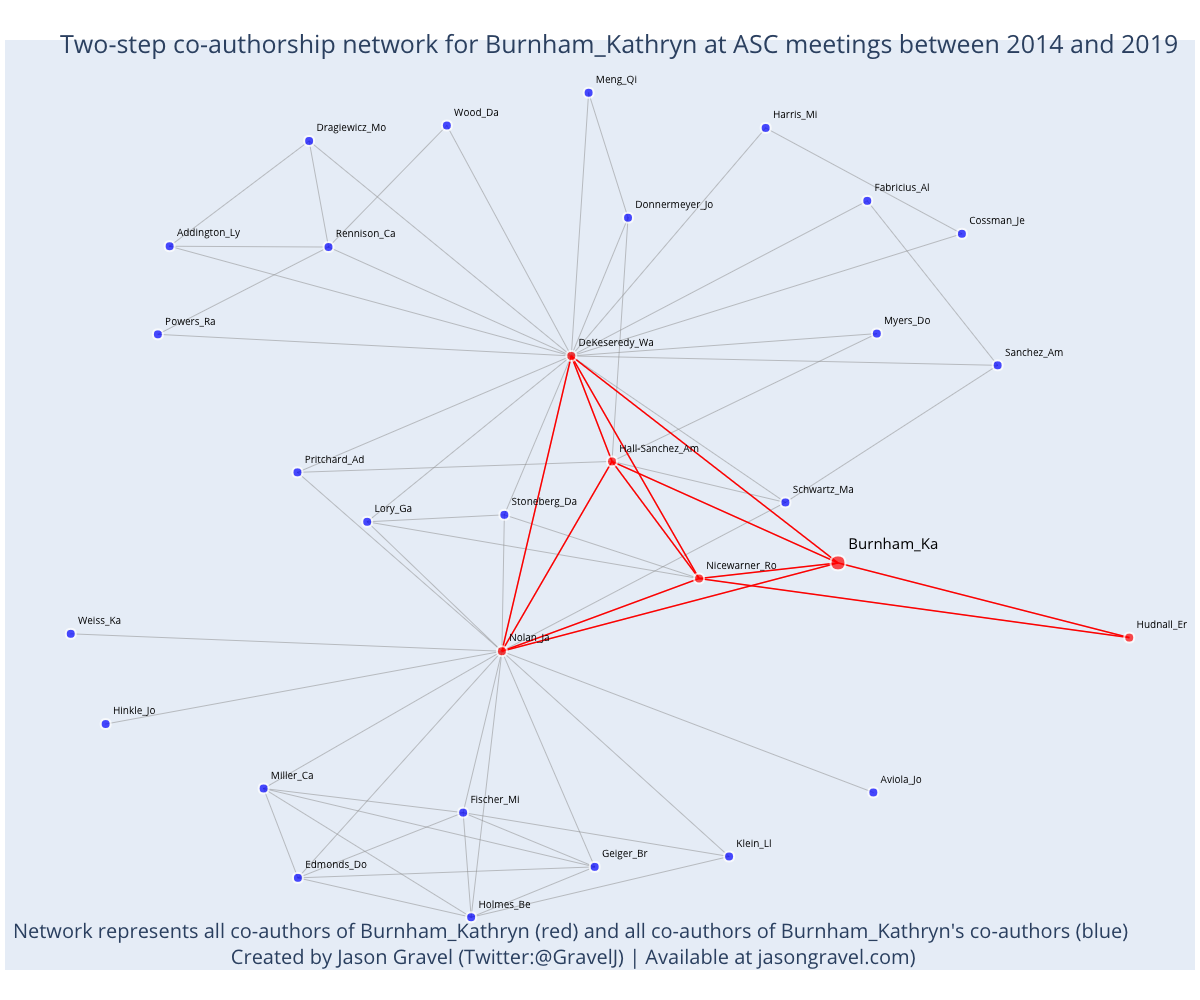 Two-step co-authorship network for Burnham_Kathryn at ASC meetings between 2014 and 2019
Meng_Qi
Wood_Da
Harris_Mi
Dragiewicz_Mo
Fabricius_Al
Donnermeyer_Jo
Cossman_Je
Addington_Ly
Rennison_Ca
Powers_Ra
Myers_Do
DeKeseredy_Wa
Sanchez_Am
Hall-Sanchez_Am
Pritchard_Ad
Schwartz_Ma
Stoneberg_Da
Lory_Ga
Burnham_Ka
Nicewarner_Ro
Weiss_Ka
Hudnall_Er
Nolan_Ja
Hinkle_Jo
Miller_Ca
Aviola_Jo
Fischer_Mi
Klein_Ll
Geiger_Br
Edmonds_Do
Holmes_Be
Network represents all co-authors of Burnham_Kathryn (red) and all co-authors of Burnham_Kathryn's co-authors (blue)
Created by Jason Gravel (Twitter:@GravelJ) | Available at jasongravel.com)